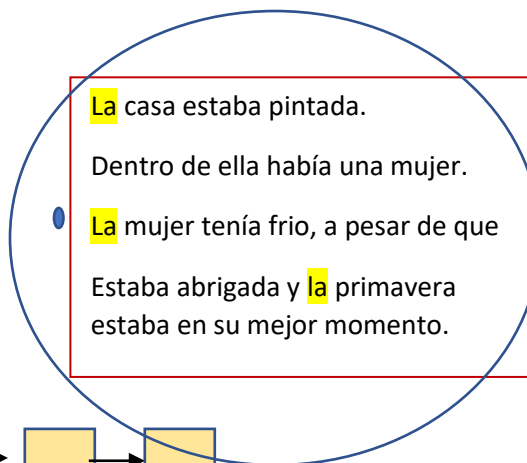 La casa estaba pintada.
Dentro de ella había una mujer.
La mujer tenía frio, a pesar de que
Estaba abrigada y la primavera
estaba en su mejor momento.